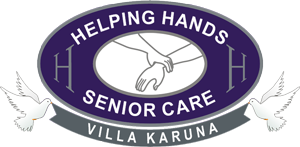 HELPING HANDS
H H
SENIOR CARE
VILLA KARUNA